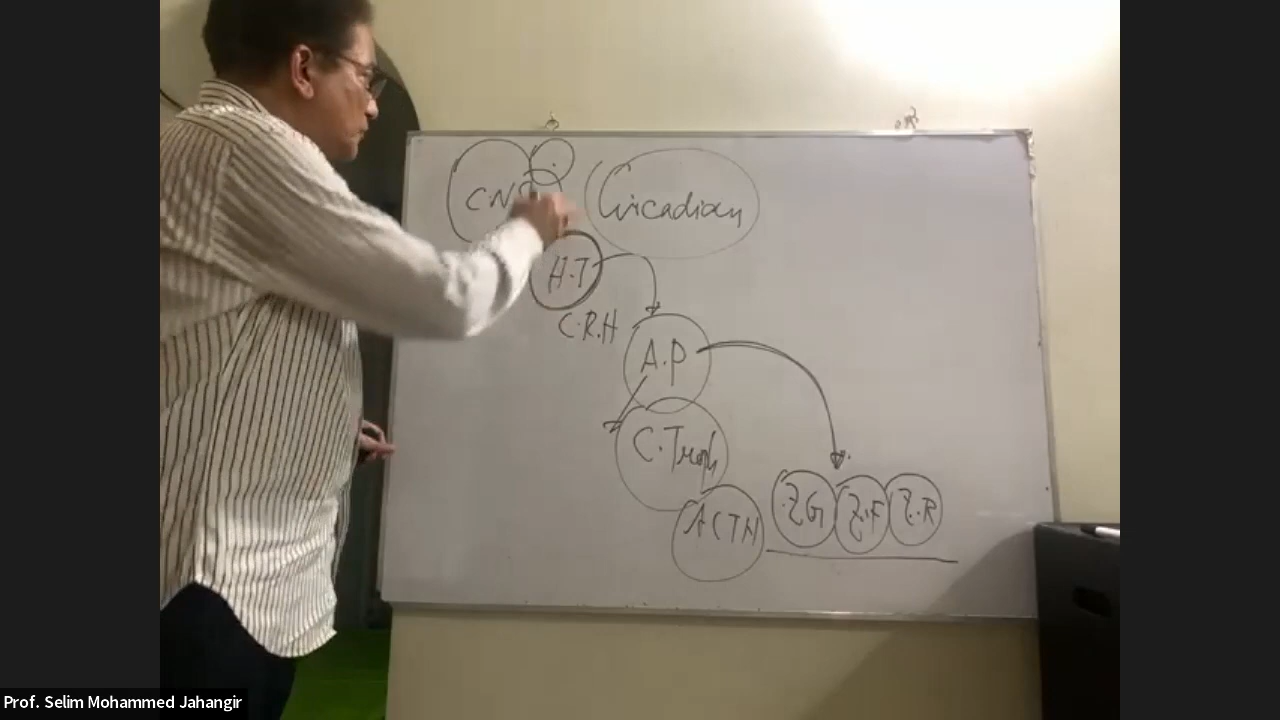 CNS
Circadian
H.T
C.R.H
A.P
C.Troph
ACTH
Z.G Z.F Z.R
Prof. Selim Mohammed Jahangir